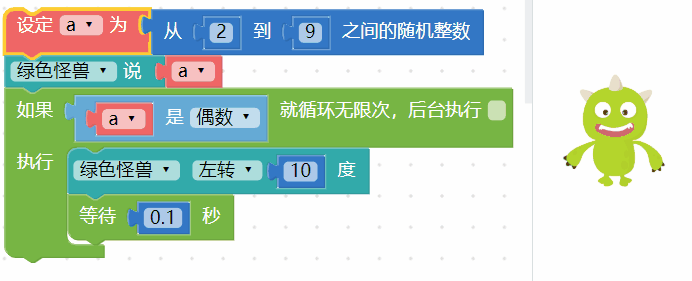 设定 a 为 从 2 到 9 之间的随机整数
绿色怪兽 说 a
如果 a 是 偶数 就循环无限次，后台执行
执行 绿色怪兽 左转 10 度
等待 0.1 秒